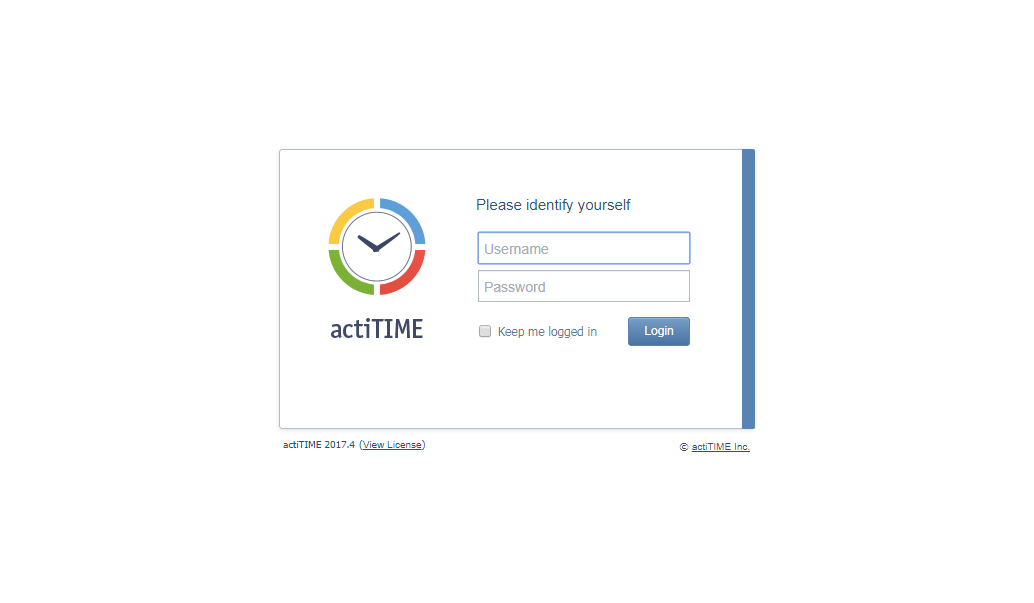 Please identify yourself
Username
Password
actiTIME
Keep me logged in
Login
actiTIME 2017.4 (View License)
© actiTIME Inc.